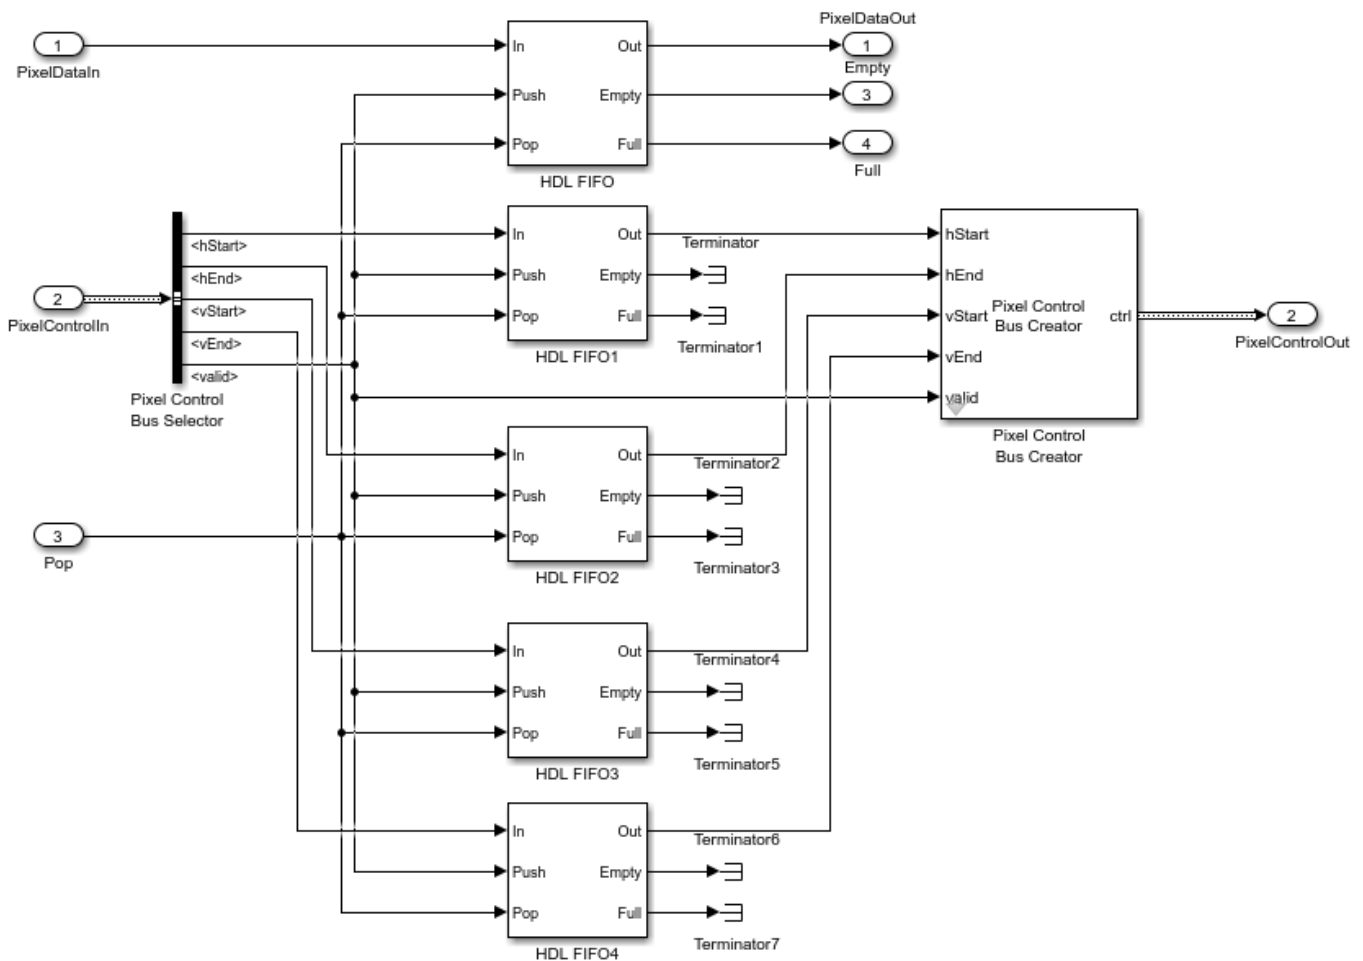 PixelDataOut
1
In
Out
1
PixelDataIn
Empty
Push
Empty
3
Pop
Full
4
HDL FIFO
Full
In
Out
Terminator
hStart
<hStart>
Push
Empty
hEnd
<hEnd>
2
PixelControlIn
<vStart>
Pop
Full
vStart
Pixel Control
Bus Creator
ctrl
2
PixelControlOut
Terminator1
<vEnd>
HDL FIFO1
vEnd
<valid>
valid
Pixel Control
Bus Selector
Pixel Control
Bus Creator
In
Out
Terminator2
Push
Empty
3
Pop
Pop
Full
Terminator3
HDL FIFO2
In
Out
Terminator4
Push
Empty
Pop
Full
Terminator5
HDL FIFO3
In
Out
Terminator6
Push
Empty
Pop
Full
Terminator7
HDL FIFO4